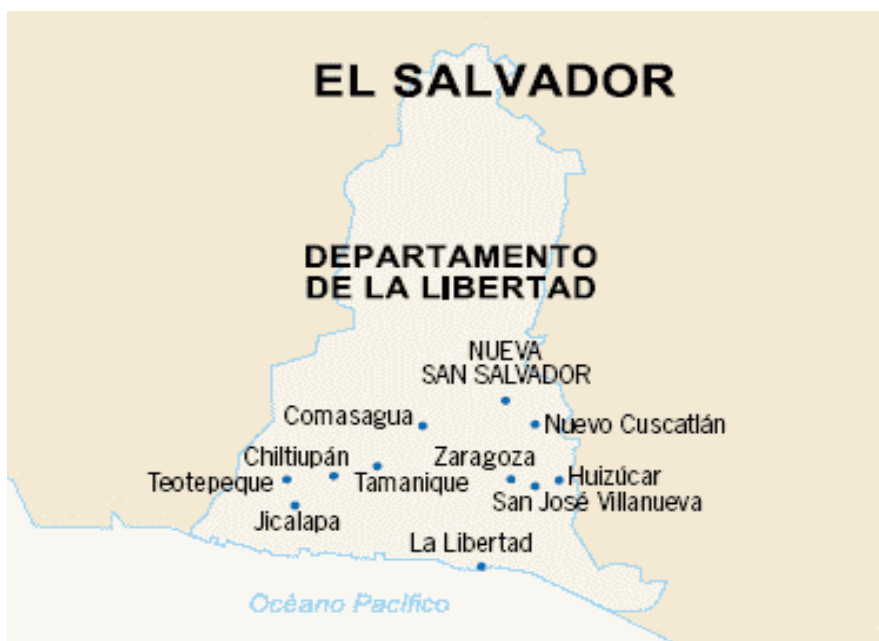 EL SALVADOR
DEPARTAMENTO
DE LA LIBERTAD
NUEVA
SAN SALVADOR
Comasagua
Nuevo Cuscatlán
Chiltiupán
Zaragoza
Teotepeque
Tamanique
Huizúcar
San José Villanueva
Jicalapa
La Libertad
Océano Pacífico